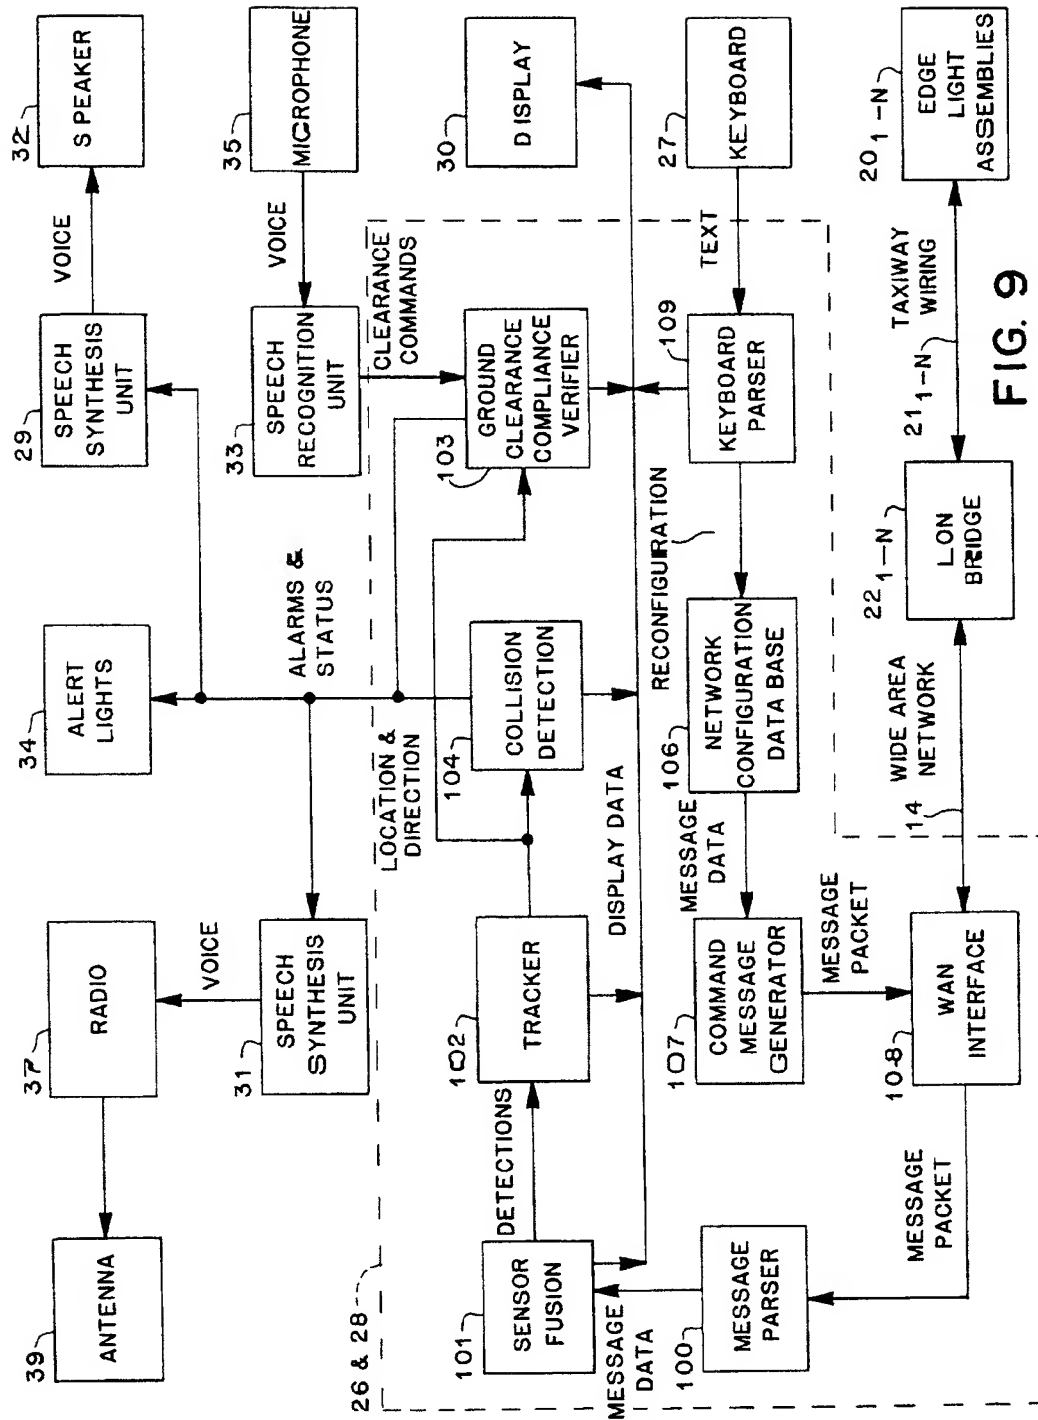 39
ANTENNA
37
RADIO
VOICE
31
SPEECH
SYNTHESIS
UNIT
34
ALERT
LIGHTS
ALARMS &
STATUS
29
SPEECH
SYNTHESIS
UNIT
VOICE
32
SPEAKER
33
SPEECH
RECOGNITION
UNIT
VOICE
35
MICROPHONE
CLEARANCE
COMMANDS
26 & 28
LOCATION &
DIRECTION
101
SENSOR
FUSION
DETECTIONS
102
TRACKER
104
COLLISION
DETECTION
103
GROUND
CLEARANCE
COMPLIANCE
VERIFIER
30
DISPLAY
DISPLAY DATA
MESSAGE
DATA
100
MESSAGE
PARSER
107
COMMAND
MESSAGE
GENERATOR
MESSAGE
DATA
106
NETWORK
CONFIGURATION
DATA BASE
RECONFIGURATION
109
KEYBOARD
PARSER
TEXT
27
KEYBOARD
MESSAGE
PACKET
MESSAGE
PACKET
108
WAN
INTERFACE
14
WIDE AREA
NETWORK
22 1-N
LON
BRIDGE
21 1-N
TAXIWAY
WIRING
20 1-N
EDGE
LIGHT
ASSEMBLIES
FIG. 9